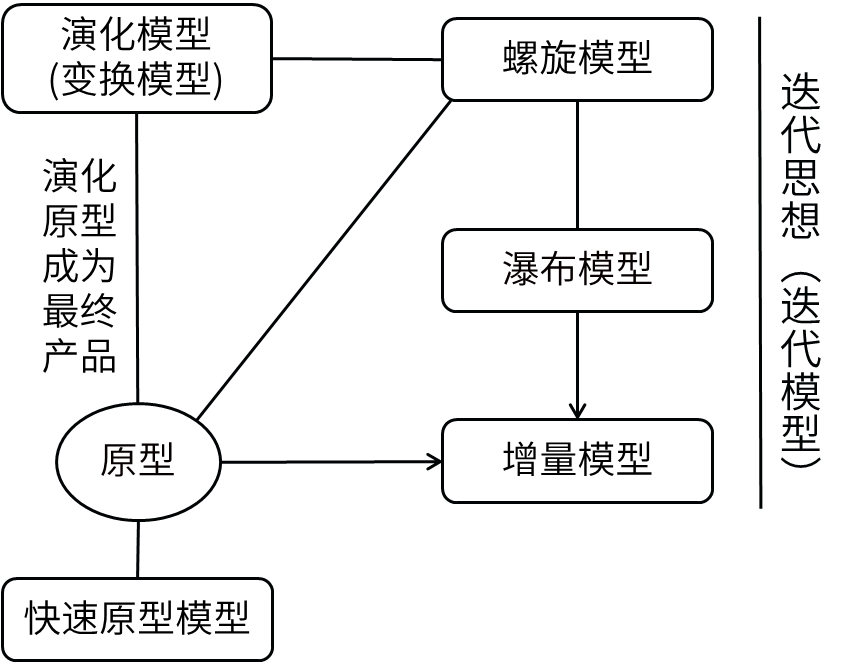 演化模型
(变换模型)
螺旋模型
演化
原型
成为
最终
产品
瀑布模型
原型
增量模型
快速原型模型
迭代思想（迭代模型）